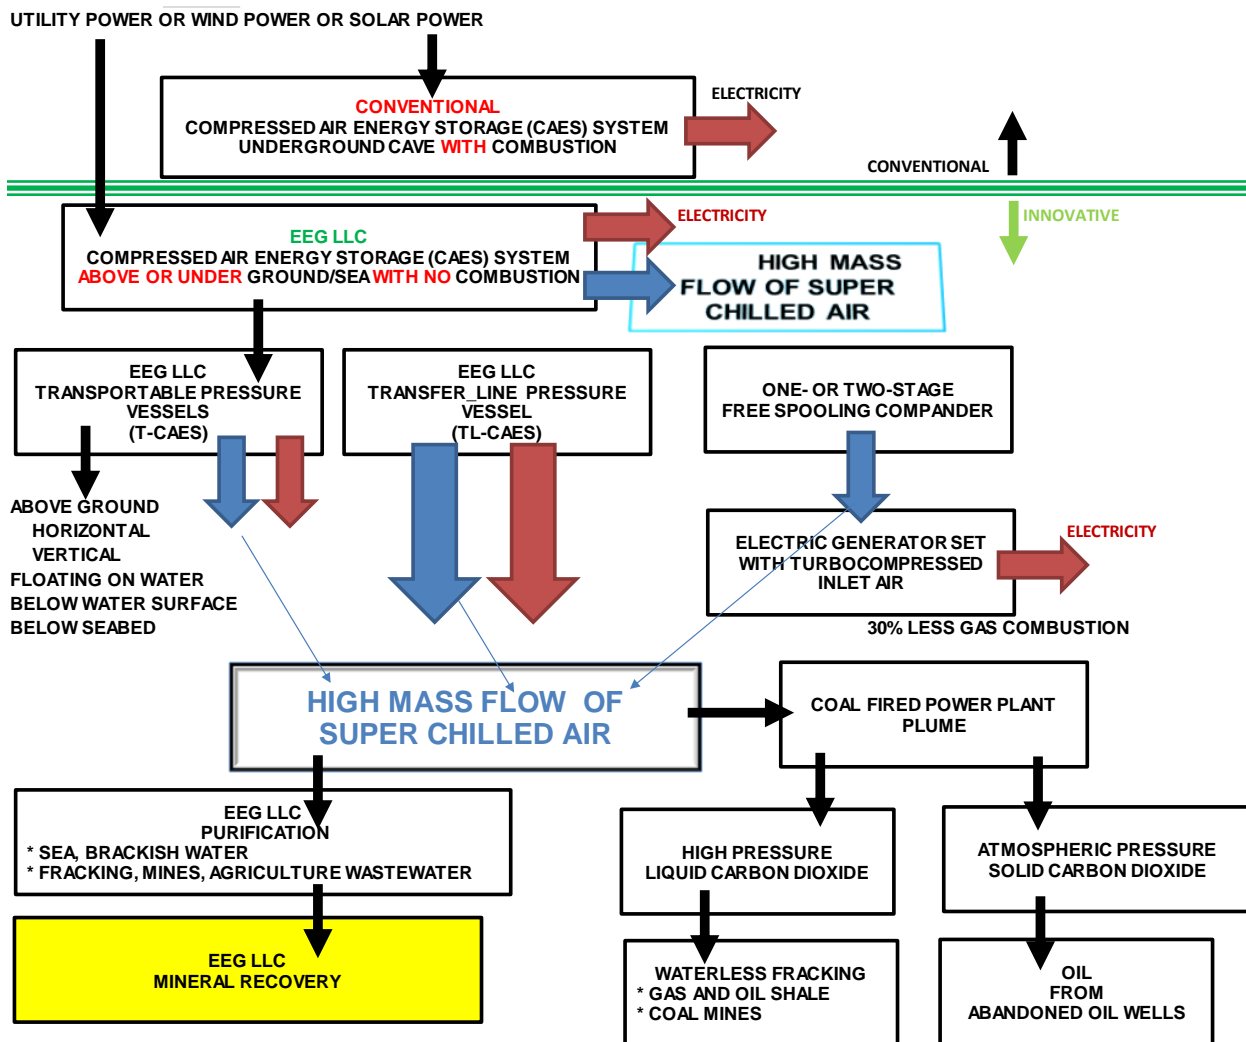 UTILITY POWER OR WIND POWER OR SOLAR POWER
CONVENTIONAL
COMPRESSED AIR ENERGY STORAGE (CAES) SYSTEM
UNDERGROUND CAVE WITH COMBUSTION
ELECTRICITY
CONVENTIONAL
INNOVATIVE
EEG LLC
COMPRESSED AIR ENERGY STORAGE (CAES) SYSTEM
ABOVE OR UNDER GROUND/SEA WITH NO COMBUSTION
ELECTRICITY
HIGH MASS
FLOW OF SUPER
CHILLED AIR
EEG LLC
TRANSPORTABLE PRESSURE
VESSELS
(T-CAES)
EEG LLC
TRANSFER_LINE PRESSURE
VESSEL
(TL-CAES)
ONE- OR TWO-STAGE
FREE SPOOLING COMPANDER
ABOVE GROUND
HORIZONTAL
VERTICAL
FLOATING ON WATER
BELOW WATER SURFACE
BELOW SEABED
ELECTRIC GENERATOR SET
WITH TURBOCOMPRESSED
INLET AIR
ELECTRICITY
30% LESS GAS COMBUSTION
HIGH MASS FLOW OF
SUPER CHILLED AIR
COAL FIRED POWER PLANT
PLUME
EEG LLC
PURIFICATION
* SEA, BRACKISH WATER
* FRACKING, MINES, AGRICULTURE WASTEWATER
HIGH PRESSURE
LIQUID CARBON DIOXIDE
ATMOSPHERIC PRESSURE
SOLID CARBON DIOXIDE
EEG LLC
MINERAL RECOVERY
WATERLESS FRACKING
* GAS AND OIL SHALE
* COAL MINES
OIL
FROM
ABANDONED OIL WELLS